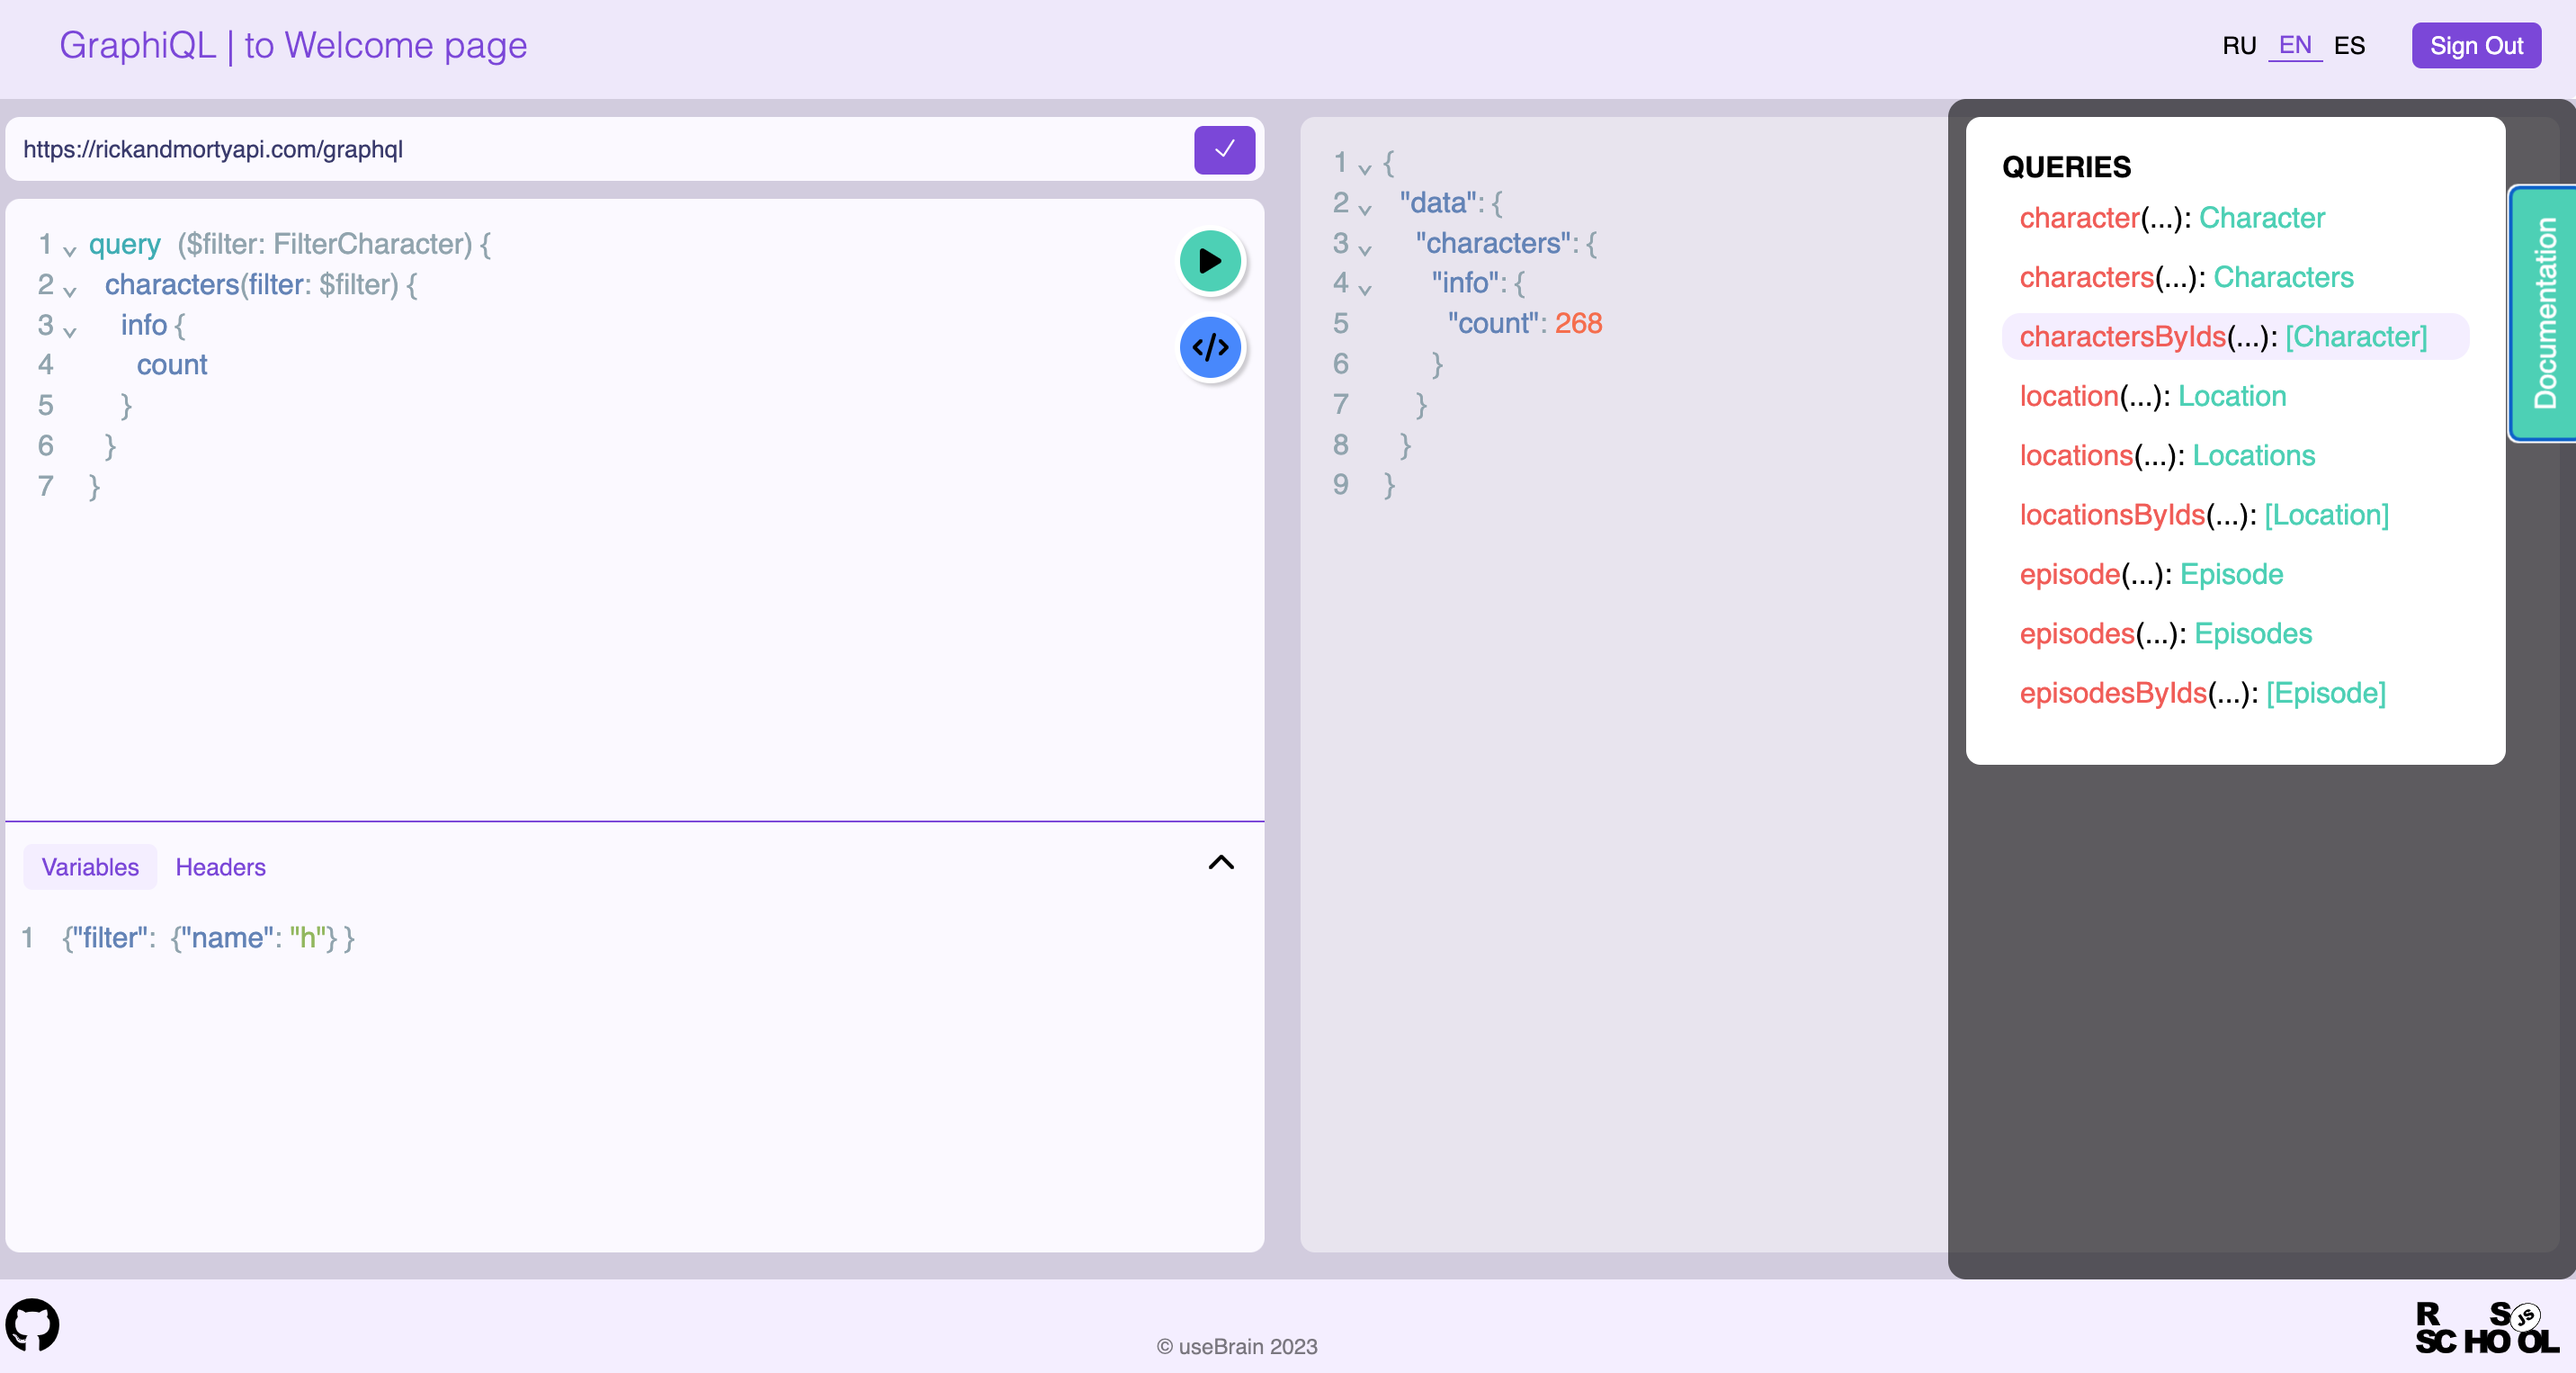 GraphiQL | to Welcome page
RU EN ES
Sign Out
https://rickandmortyapi.com/graphql
1 query ($filter: FilterCharacter) {
2 characters(filter: $filter) {
3 info {
4 count
5 }
6 }
7 }
Variables Headers
1 {"filter": {"name": "h"} }
1 {
2 "data": {
3 "characters": {
4 "info": {
5 "count": 268
6 }
7 }
8 }
9 }
QUERIES
character(...): Character
characters(...): Characters
charactersByIds(...): [Character]
location(...): Location
locations(...): Locations
locationsByIds(...): [Location]
episode(...): Episode
episodes(...): Episodes
episodesByIds(...): [Episode]
Documentation
© useBrain 2023
R S JS
SCHOOL